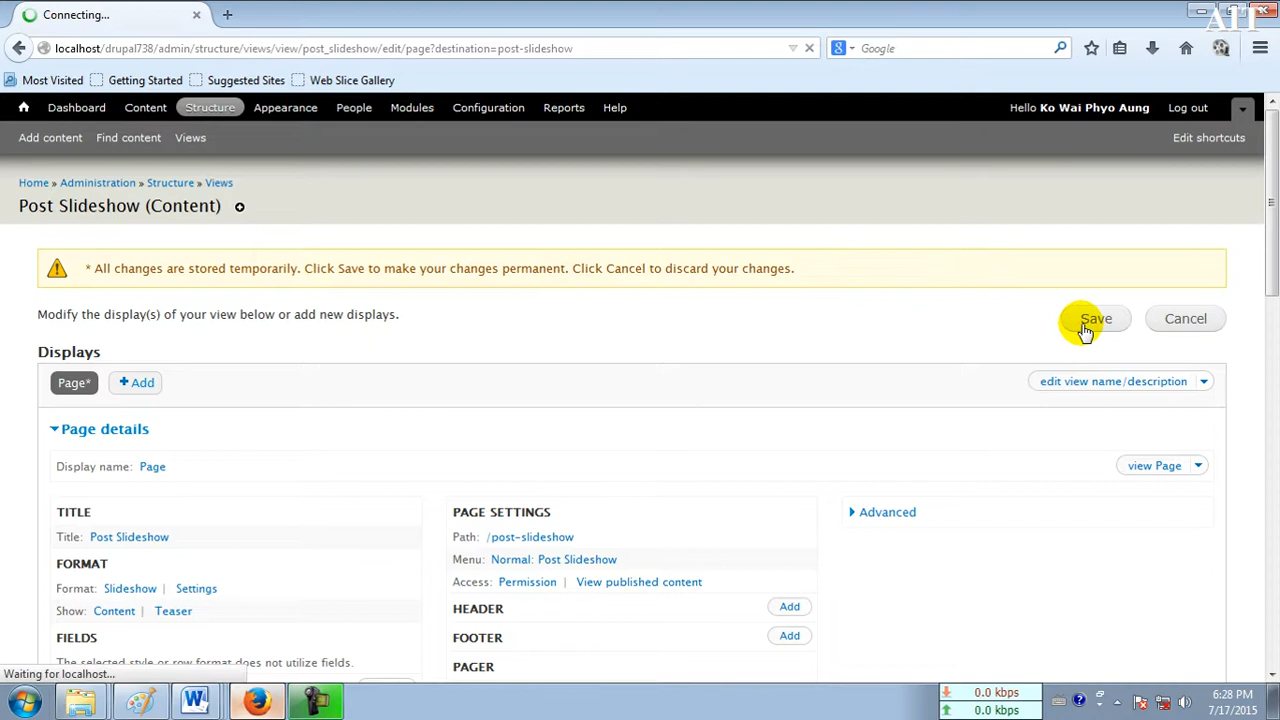 Connecting...
AIT
localhost/drupal738/admin/structure/views/view/post_slideshow/edit/page?destination=post-slideshow
Google
Most Visited Getting Started Suggested Sites Web Slice Gallery
Dashboard Content Structure Appearance People Modules Configuration Reports Help Hello Ko Wai Phyo Aung Log out
Add content Find content Views Edit shortcuts
Home » Administration » Structure » Views
Post Slideshow (Content)
* All changes are stored temporarily. Click Save to make your changes permanent. Click Cancel to discard your changes.
Modify the display(s) of your view below or add new displays. Save Cancel
Displays
Page* Add edit view name/description
Page details
Display name: Page view Page
TITLE PAGE SETTINGS Advanced
Title: Post Slideshow Path: /post-slideshow
FORMAT Menu: Normal: Post Slideshow
Format: Slideshow | Settings Access: Permission | View published content
Show: Content | Teaser HEADER Add
FIELDS FOOTER Add
The selected style or row format does not utilize fields. PAGER
Waiting for localhost...
0.0 kbps 6:28 PM
0.0 kbps 7/17/2015